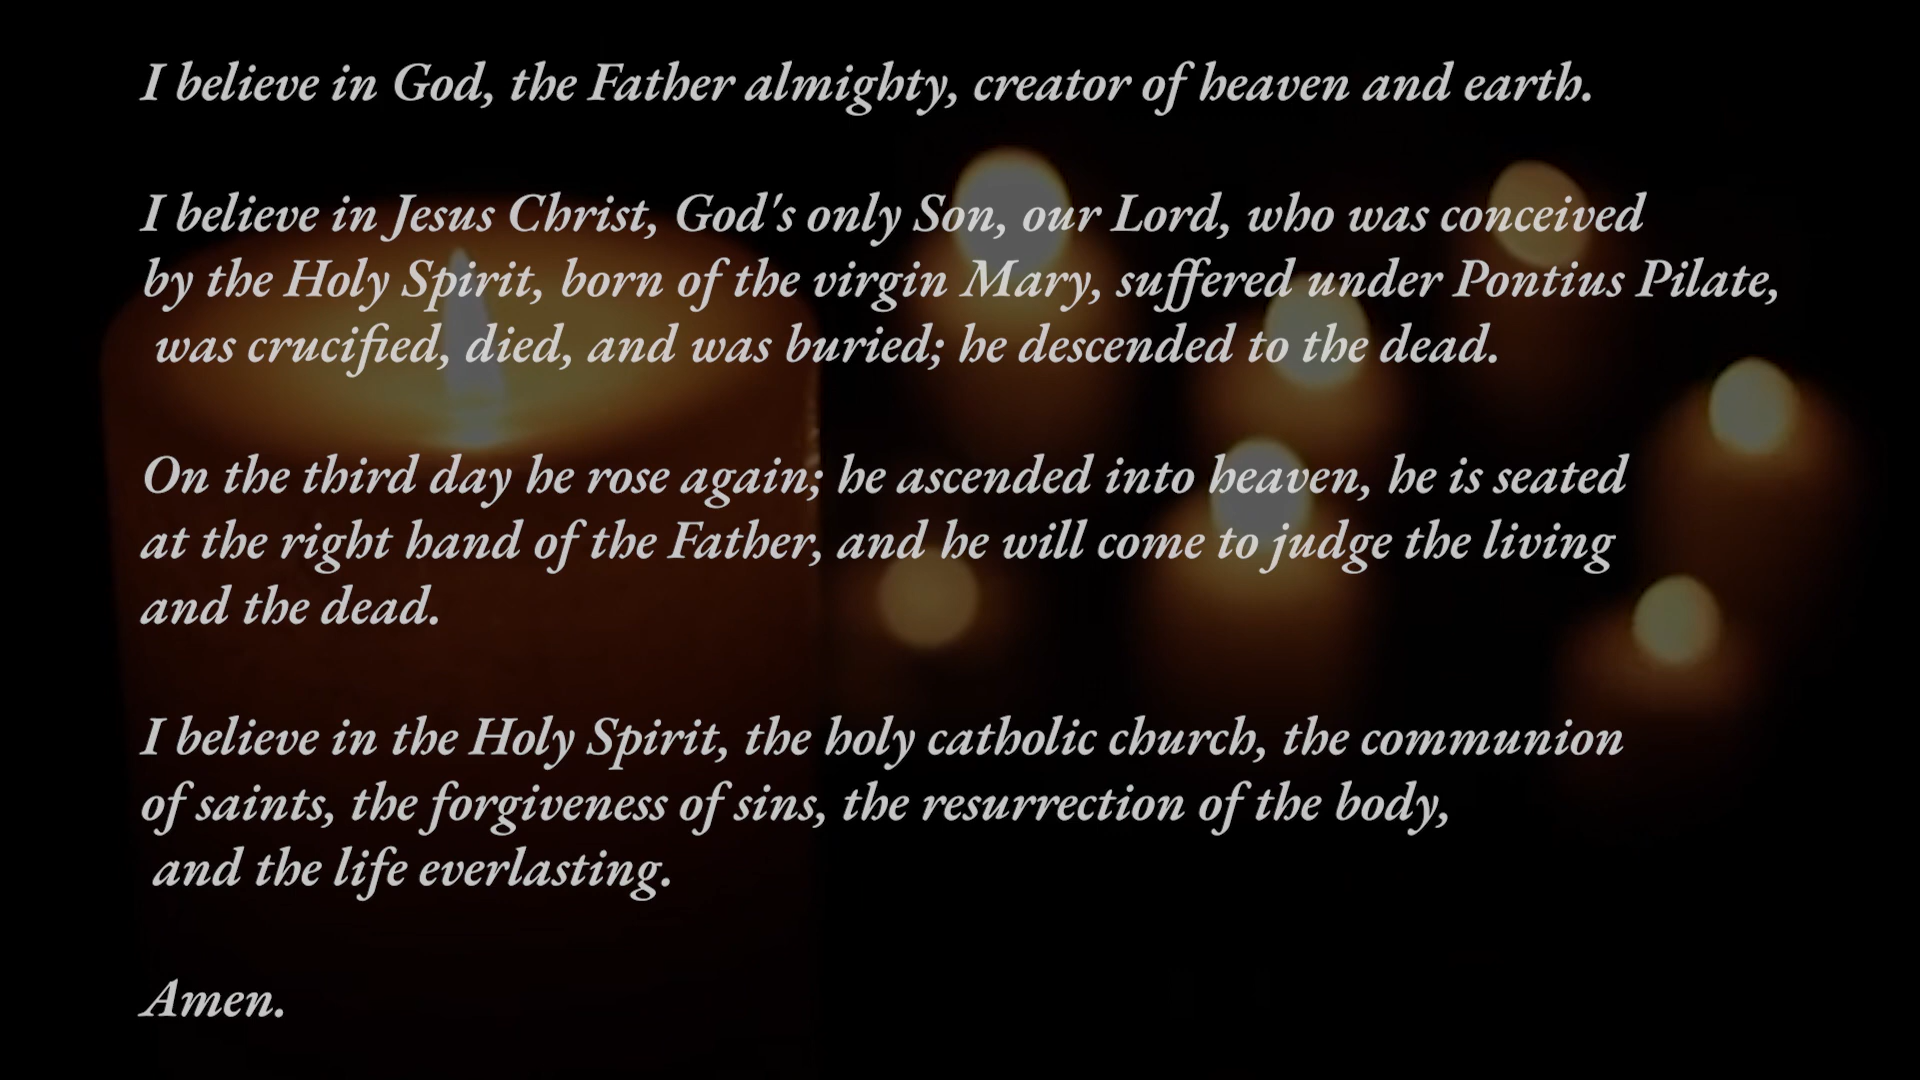 I believe in God, the Father almighty, creator of heaven and earth.
I believe in Jesus Christ, God's only Son, our Lord, who was conceived
by the Holy Spirit, born of the virgin Mary, suffered under Pontius Pilate,
was crucified, died, and was buried; he descended to the dead.
On the third day he rose again; he ascended into heaven, he is seated
at the right hand of the Father, and he will come to judge the living
and the dead.
I believe in the Holy Spirit, the holy catholic church, the communion
of saints, the forgiveness of sins, the resurrection of the body,
and the life everlasting.
Amen.